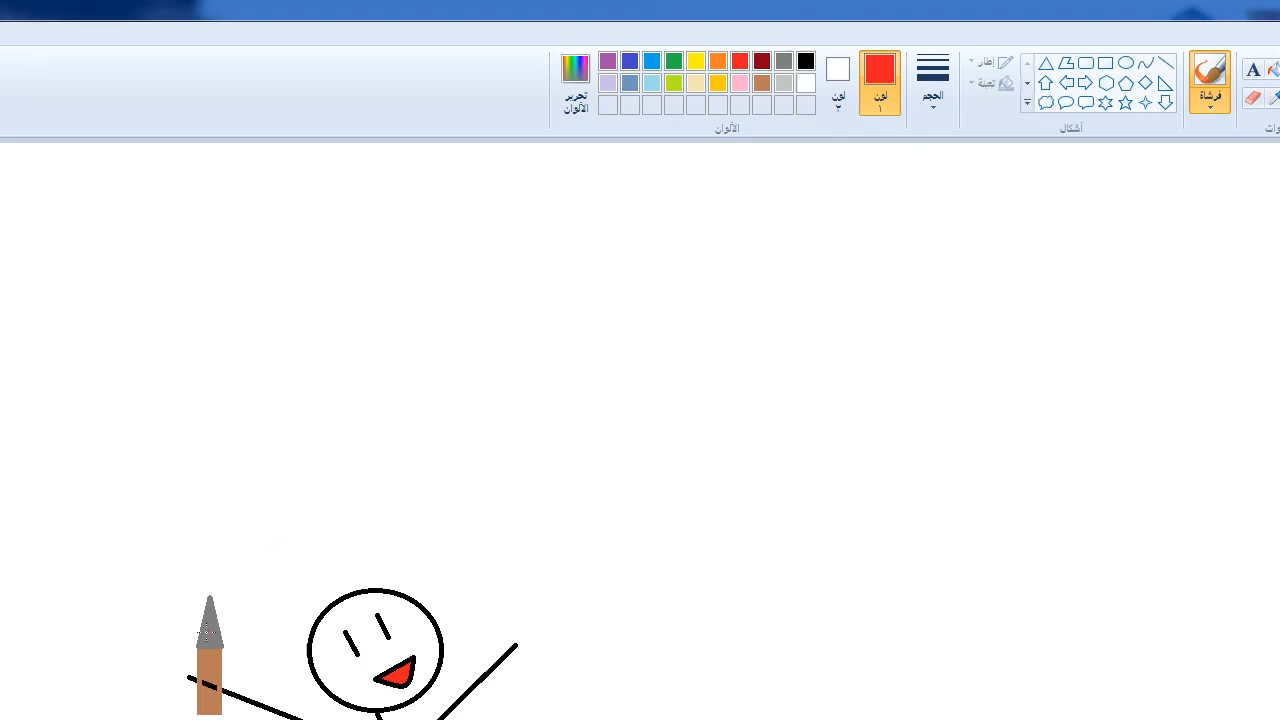 إطار
تعبئة
فرشاة
A
الحجم
لون
١
لون
٢
تحرير
الألوان
الألوان
أشكال